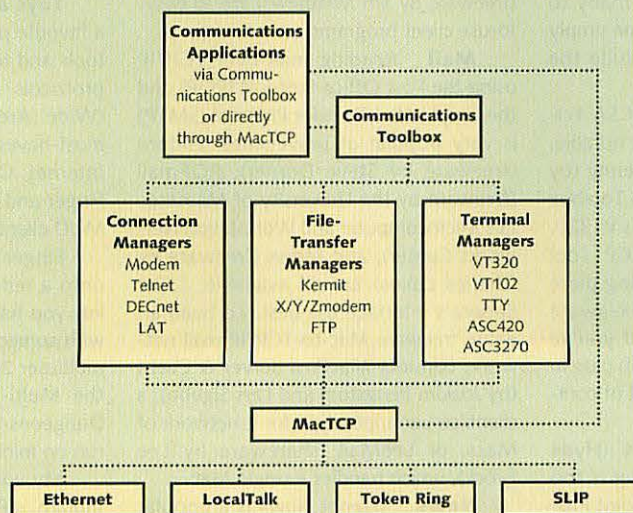 Communications
Applications
via Commu-
nications Toolbox
or directly
through MacTCP
Communications
Toolbox
Connection
Managers
Modem
Telnet
DECnet
LAT
File-
Transfer
Managers
Kermit
X/Y/Zmodem
FTP
Terminal
Managers
VT320
VT102
TTY
ASC420
ASC3270
MacTCP
Ethernet
LocalTalk
Token Ring
SLIP